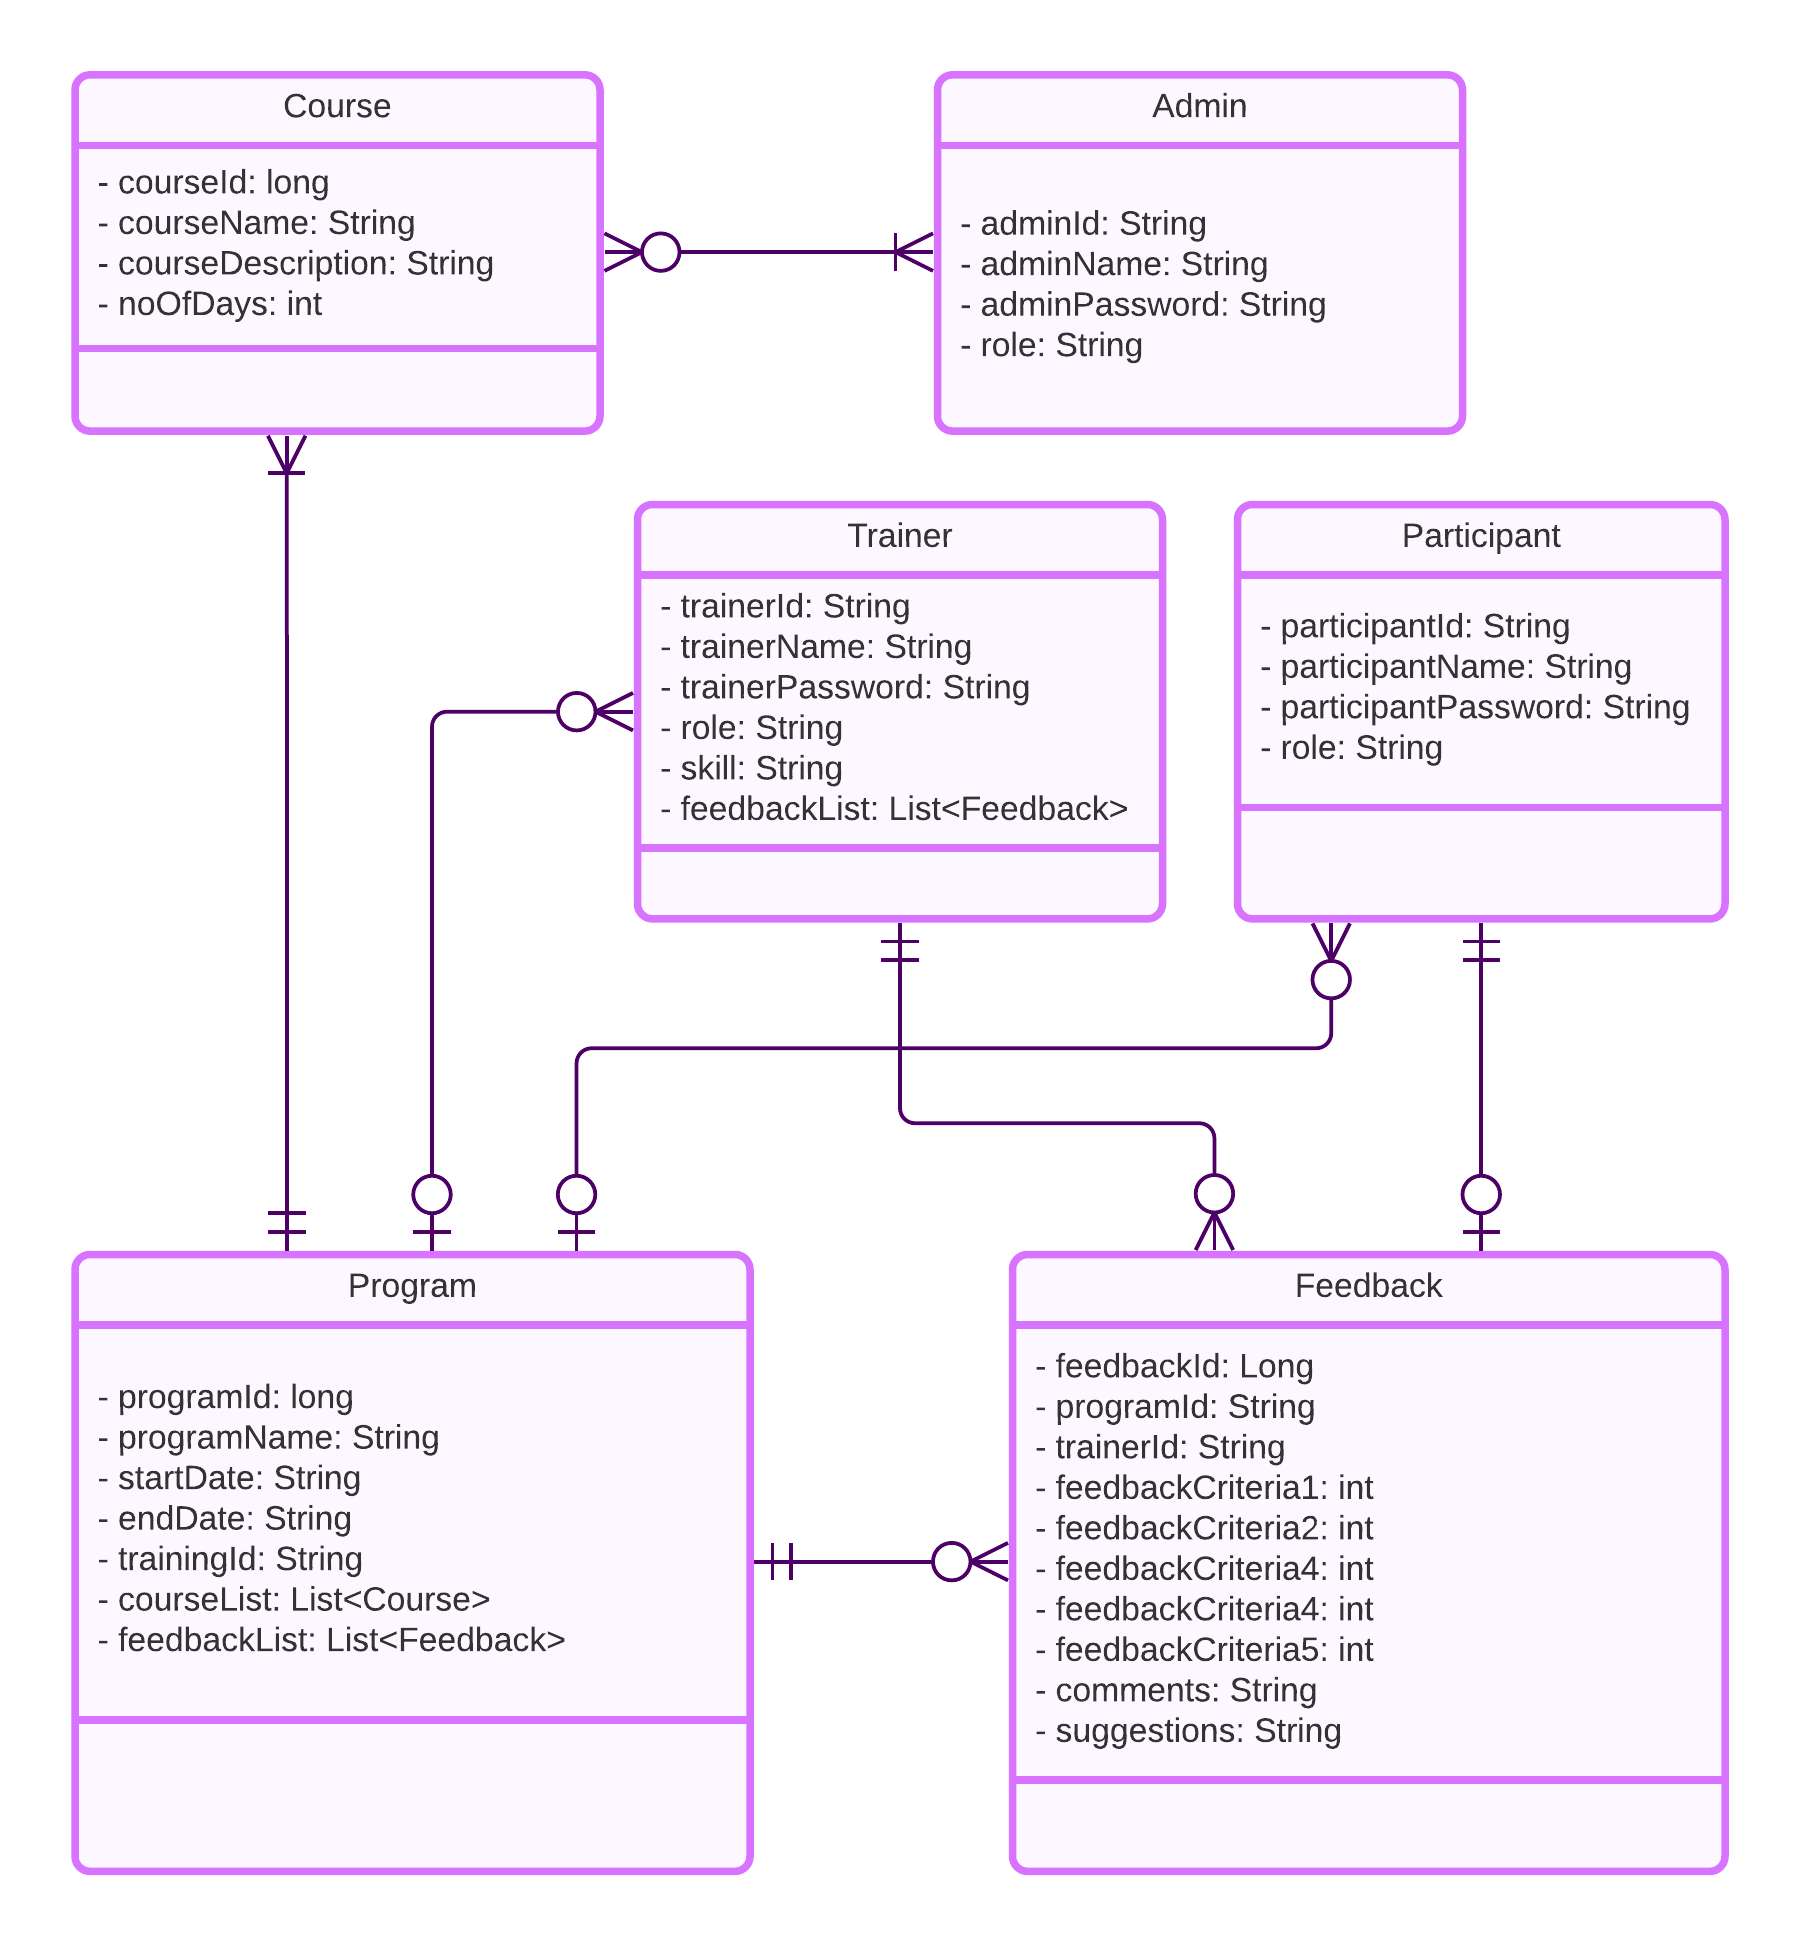 Course
- courseId: long
- courseName: String
- courseDescription: String
- noOfDays: int
Admin
- adminId: String
- adminName: String
- adminPassword: String
- role: String
Trainer
- trainerId: String
- trainerName: String
- trainerPassword: String
- role: String
- skill: String
- feedbackList: List<Feedback>
Participant
- participantId: String
- participantName: String
- participantPassword: String
- role: String
Program
- programId: long
- programName: String
- startDate: String
- endDate: String
- trainingId: String
- courseList: List<Course>
- feedbackList: List<Feedback>
Feedback
- feedbackId: Long
- programId: String
- trainerId: String
- feedbackCriteria1: int
- feedbackCriteria2: int
- feedbackCriteria4: int
- feedbackCriteria4: int
- feedbackCriteria5: int
- comments: String
- suggestions: String